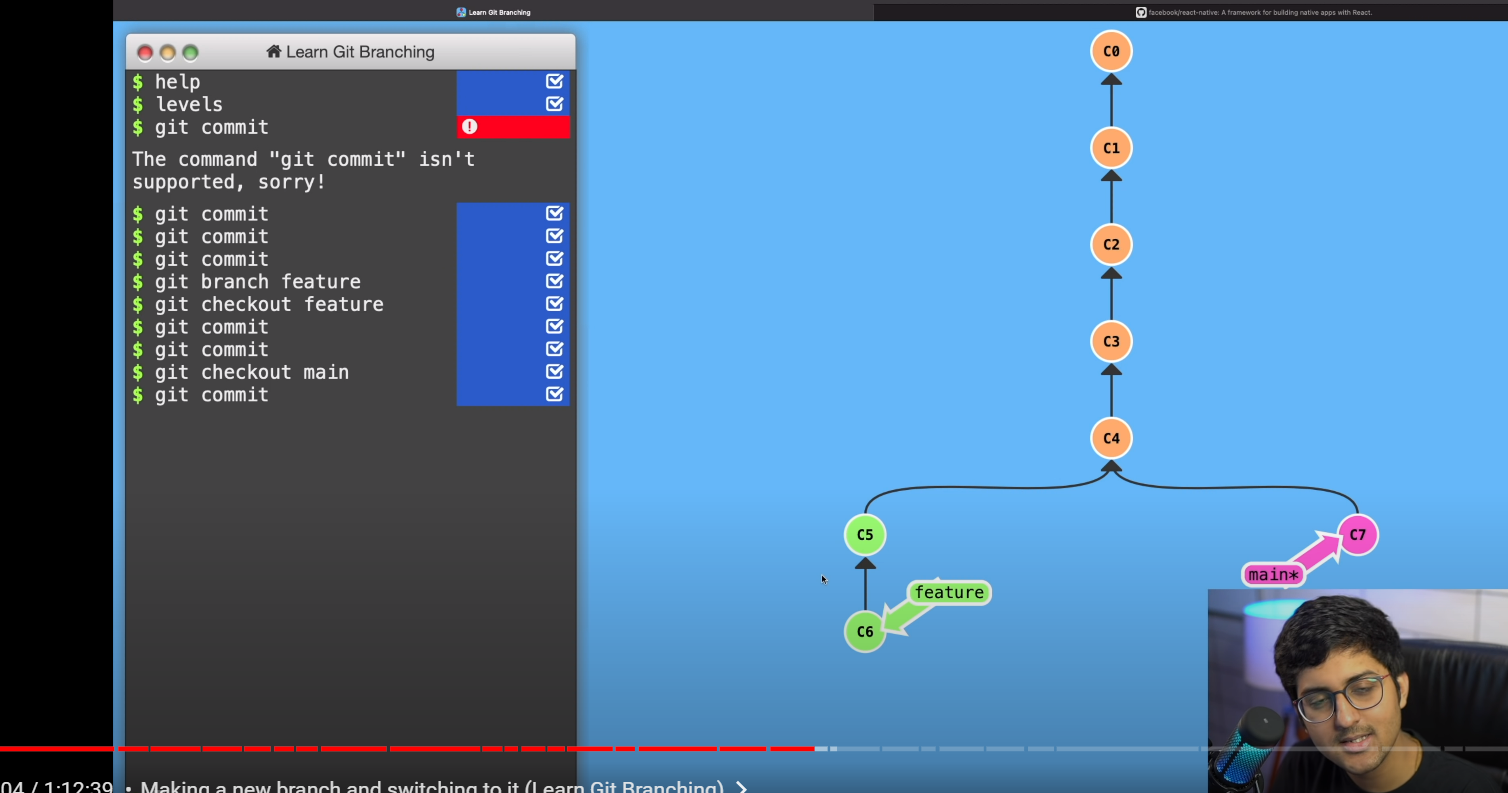 Learn Git Branching
facebook/react-native: A framework for building native apps with React.
Learn Git Branching
$ help
$ levels
$ git commit
The command "git commit" isn't
supported, sorry!
$ git commit
$ git commit
$ git commit
$ git branch feature
$ git checkout feature
$ git commit
$ git commit
$ git checkout main
$ git commit
C0
C1
C2
C3
C4
C5
C7
main*
feature
C6
04 / 1:12:39 • Making a new branch and switching to it (Learn Git Branching)